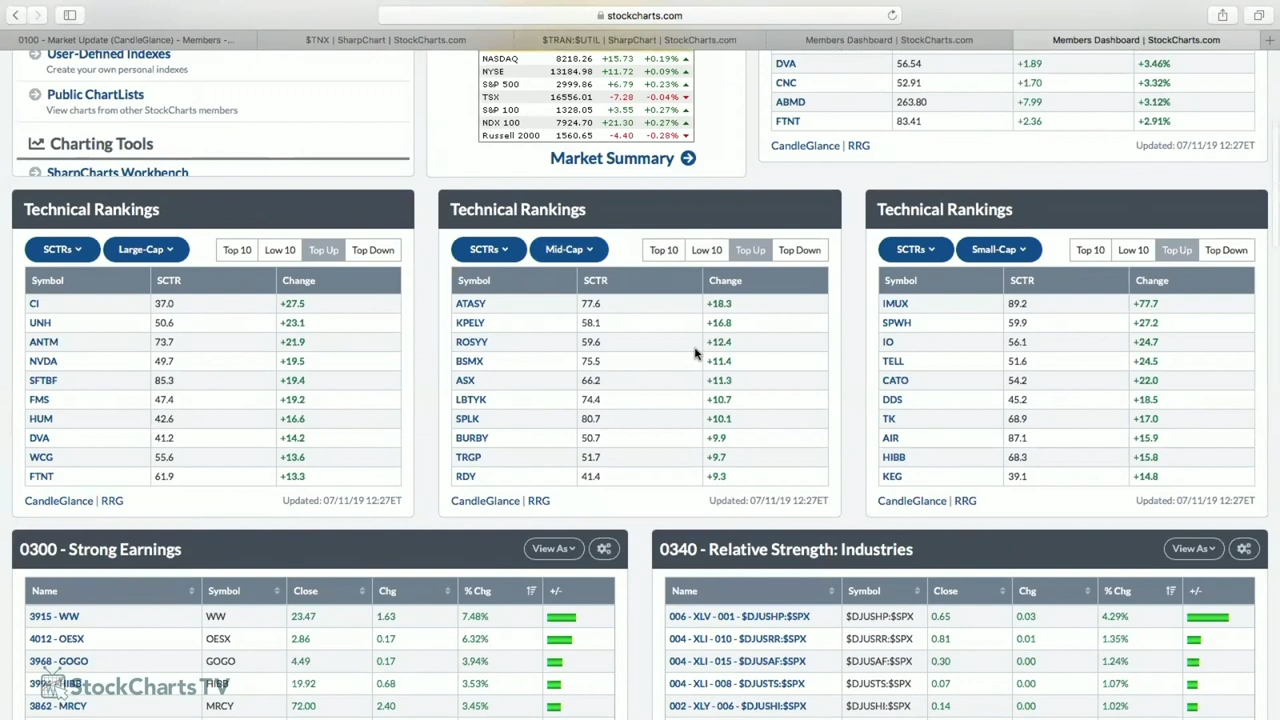 stockcharts.com
0100 - Market Update (CandleGlance) - Members -...
$TNX | SharpChart | StockCharts.com
$TRAN:$UTIL | SharpChart | StockCharts.com
Members Dashboard | StockCharts.com
Members Dashboard | StockCharts.com
User-Defined Indexes
Create your own personal indexes
Public ChartLists
View charts from other StockCharts members
Charting Tools
SharpCharts Workbench
NASDAQ 8218.26 +15.73 +0.19%
NYSE 13184.98 +11.72 +0.09%
S&P 500 2999.86 +6.79 +0.23%
TSX 16556.01 -7.28 -0.04%
S&P 100 1328.05 +3.55 +0.27%
NDX 100 7924.70 +21.30 +0.27%
Russell 2000 1560.65 -4.40 -0.28%
Market Summary
DVA 56.54 +1.89 +3.46%
CNC 52.91 +1.70 +3.32%
ABMD 263.80 +7.99 +3.12%
FTNT 83.41 +2.36 +2.91%
CandleGlance | RRG Updated: 07/11/19 12:27ET
Technical Rankings
SCTRs Large-Cap Top 10 Low 10 Top Up Top Down
Symbol SCTR Change
CI 37.0 +27.5
UNH 50.6 +23.1
ANTM 73.7 +21.9
NVDA 49.7 +19.5
SFTBF 85.3 +19.4
FMS 47.4 +19.2
HUM 42.6 +16.6
DVA 41.2 +14.2
WCG 55.6 +13.6
FTNT 61.9 +13.3
CandleGlance | RRG Updated: 07/11/19 12:27ET
Technical Rankings
SCTRs Mid-Cap Top 10 Low 10 Top Up Top Down
Symbol SCTR Change
ATASY 77.6 +18.3
KPELY 58.1 +16.8
ROSYY 59.6 +12.4
BSMX 75.5 +11.4
ASX 66.2 +11.3
LBTYK 74.4 +10.7
SPLK 80.7 +10.1
BURBY 50.7 +9.9
TRGP 51.7 +9.7
RDY 41.4 +9.3
CandleGlance | RRG Updated: 07/11/19 12:27ET
Technical Rankings
SCTRs Small-Cap Top 10 Low 10 Top Up Top Down
Symbol SCTR Change
IMUX 89.2 +77.7
SPWH 59.9 +27.2
IO 56.1 +24.7
TELL 51.6 +24.5
CATO 54.2 +22.0
DDS 45.2 +18.5
TK 68.9 +17.0
AIR 87.1 +15.9
HIBB 68.3 +15.8
KEG 39.1 +14.8
CandleGlance | RRG Updated: 07/11/19 12:27ET
0300 - Strong Earnings View As
Name Symbol Close Chg % Chg +/-
3915 - WW WW 23.47 1.63 7.48%
4012 - OESX OESX 2.86 0.17 6.32%
3968 - GOGO GOGO 4.49 0.17 3.94%
HIBB 19.92 0.68 3.53%
3862 - MRCY MRCY 72.00 2.40 3.45%
StockCharts TV
0340 - Relative Strength: Industries View As
Name Symbol Close Chg % Chg +/-
006 - XLV - 001 - $DJUSHP:$SPX $DJUSHP:$SPX 0.65 0.03 4.29%
004 - XLI - 010 - $DJUSRR:$SPX $DJUSRR:$SPX 0.81 0.01 1.35%
004 - XLI - 015 - $DJUSAF:$SPX $DJUSAF:$SPX 0.30 0.00 1.24%
004 - XLI - 008 - $DJUSTS:$SPX $DJUSTS:$SPX 0.07 0.00 1.07%
002 - XLY - 006 - $DJUSHI:$SPX $DJUSHI:$SPX 0.14 0.00 1.02%